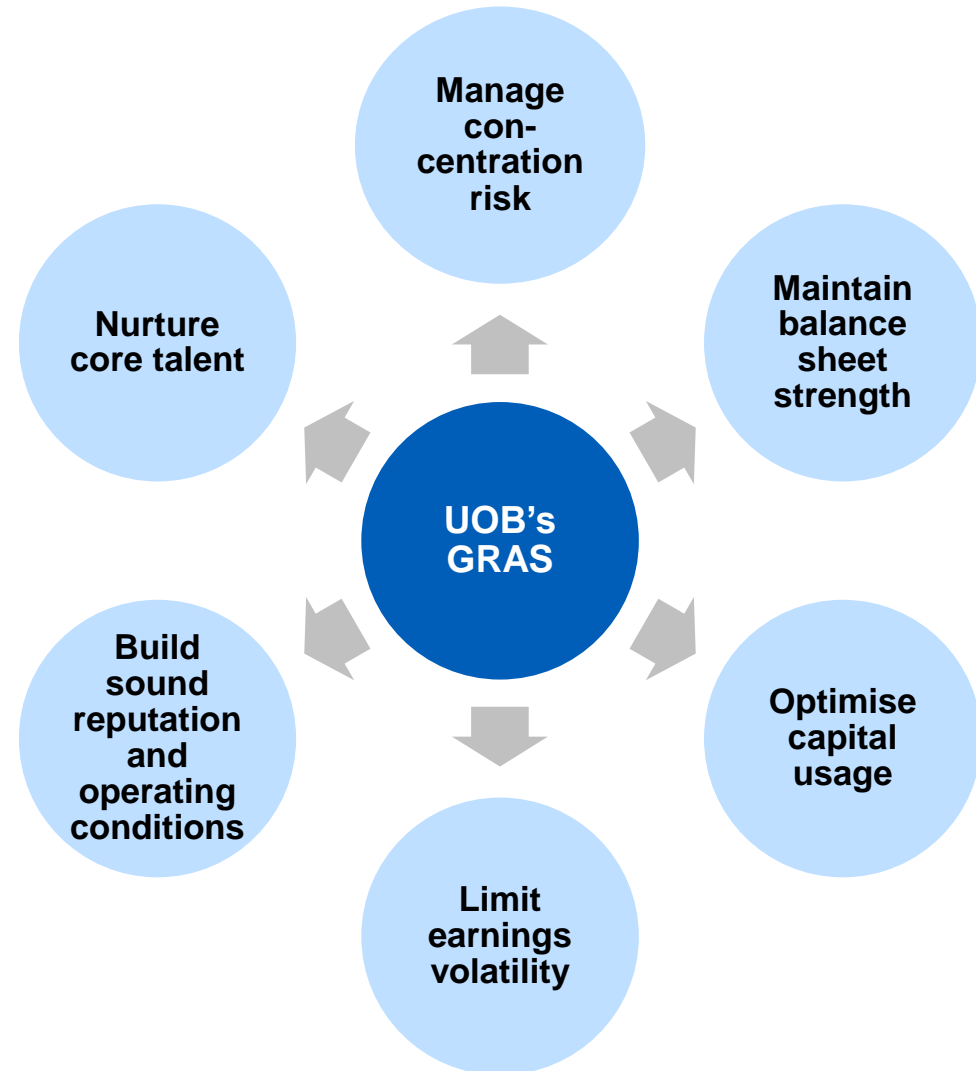 Manage
con-
centration
risk
Maintain
balance
sheet
strength
Optimise
capital
usage
Limit
earnings
volatility
Build
sound
reputation
and
operating
conditions
Nurture
core talent
UOB’s
GRAS